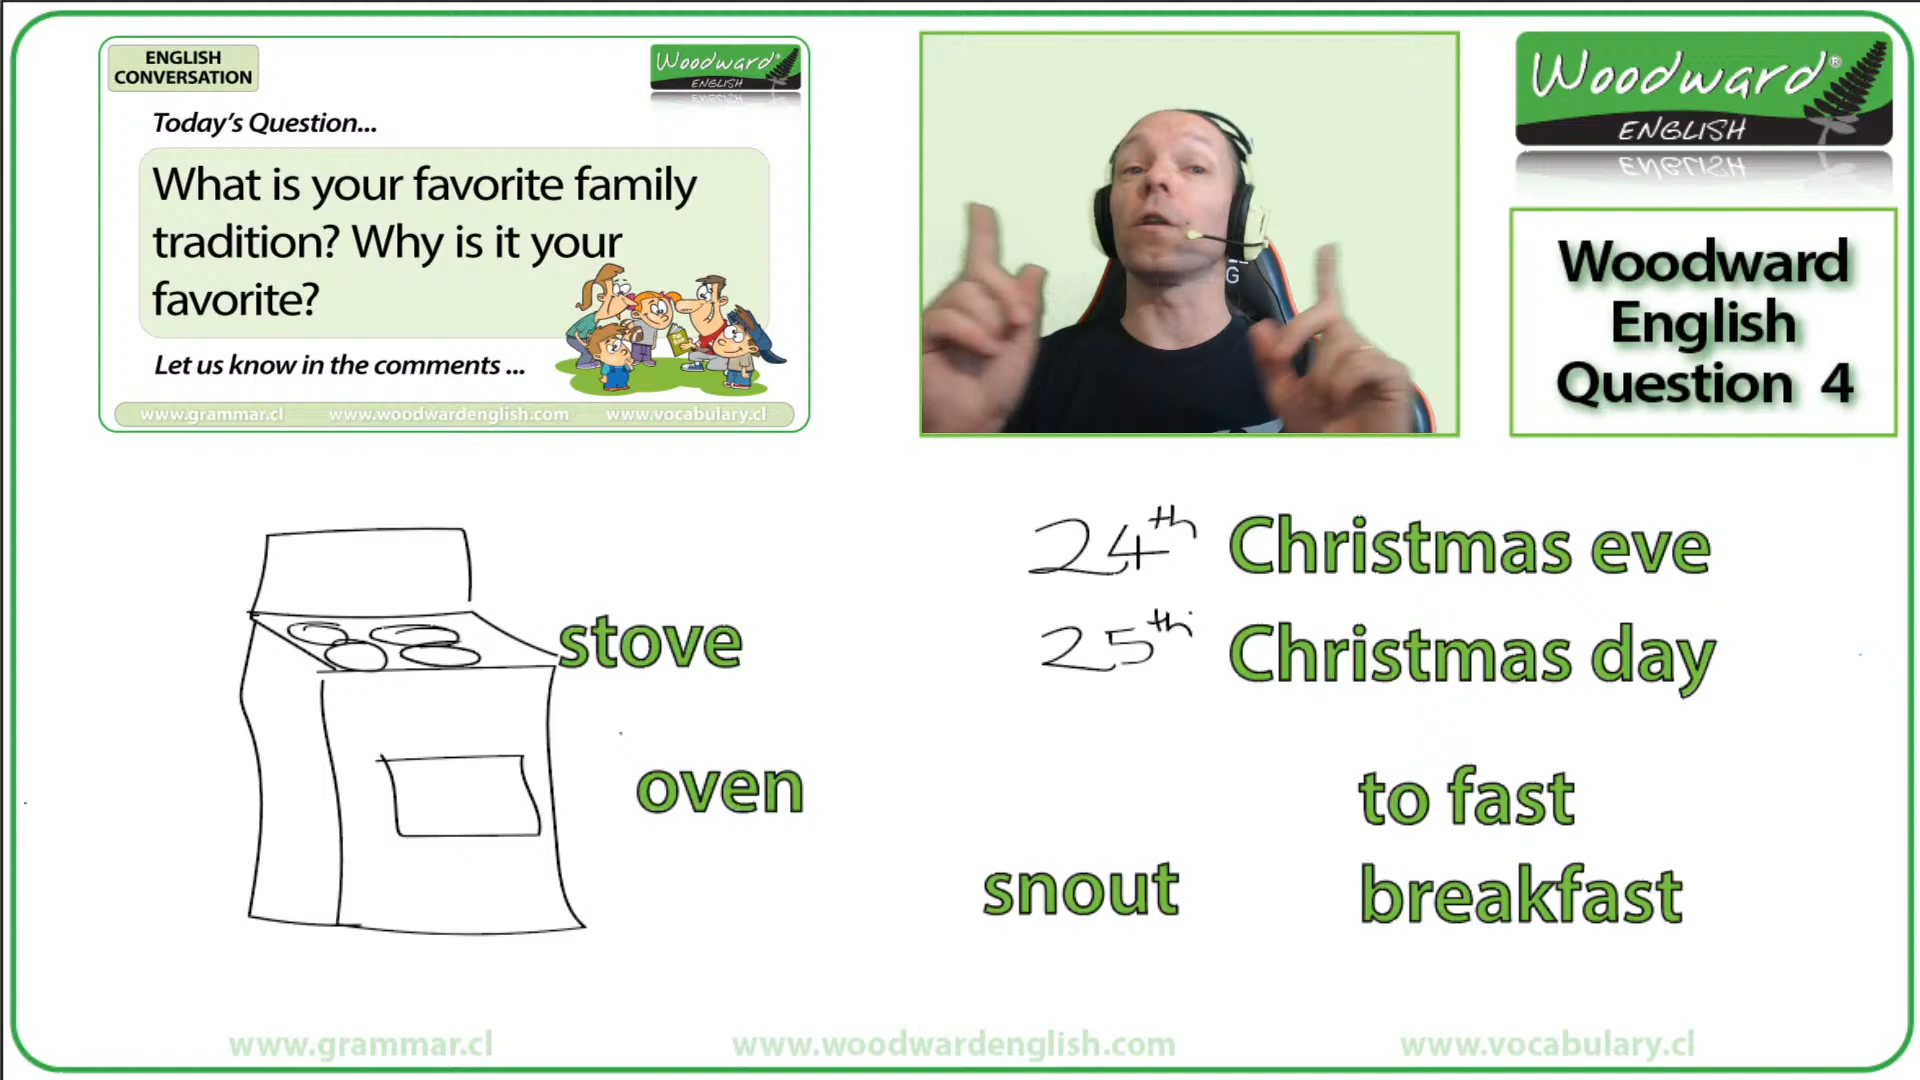 ENGLISH
CONVERSATION
Woodward®
ENGLISH
Today's Question...
What is your favorite family
tradition? Why is it your
favorite?
Let us know in the comments ...
www.grammar.cl www.woodwardenglish.com www.vocabulary.cl
G
Woodward®
ENGLISH
Woodward
English
Question 4
24th Christmas eve
25th Christmas day
stove
oven
to fast
snout
breakfast
www.grammar.cl www.woodwardenglish.com www.vocabulary.cl